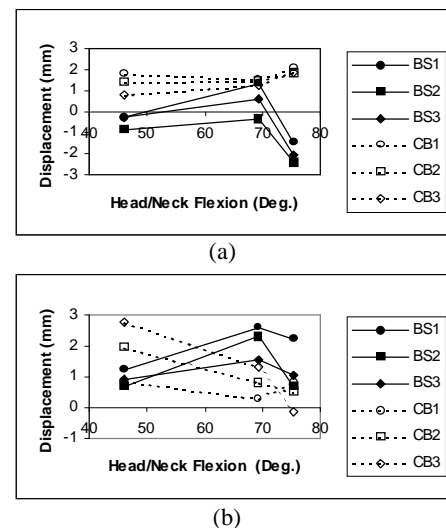 3
2
1
0
-1
-2
-3
40 50 60 70 80
Displacement (mm)
Head/Neck Flexion (Deg.)
BS1
BS2
BS3
CB1
CB2
CB3
(a)
3
2
1
0
-1
40 50 60 70 80
Displacement (mm)
Head/Neck Flexion (Deg.)
BS1
BS2
BS3
CB1
CB2
CB3
(b)